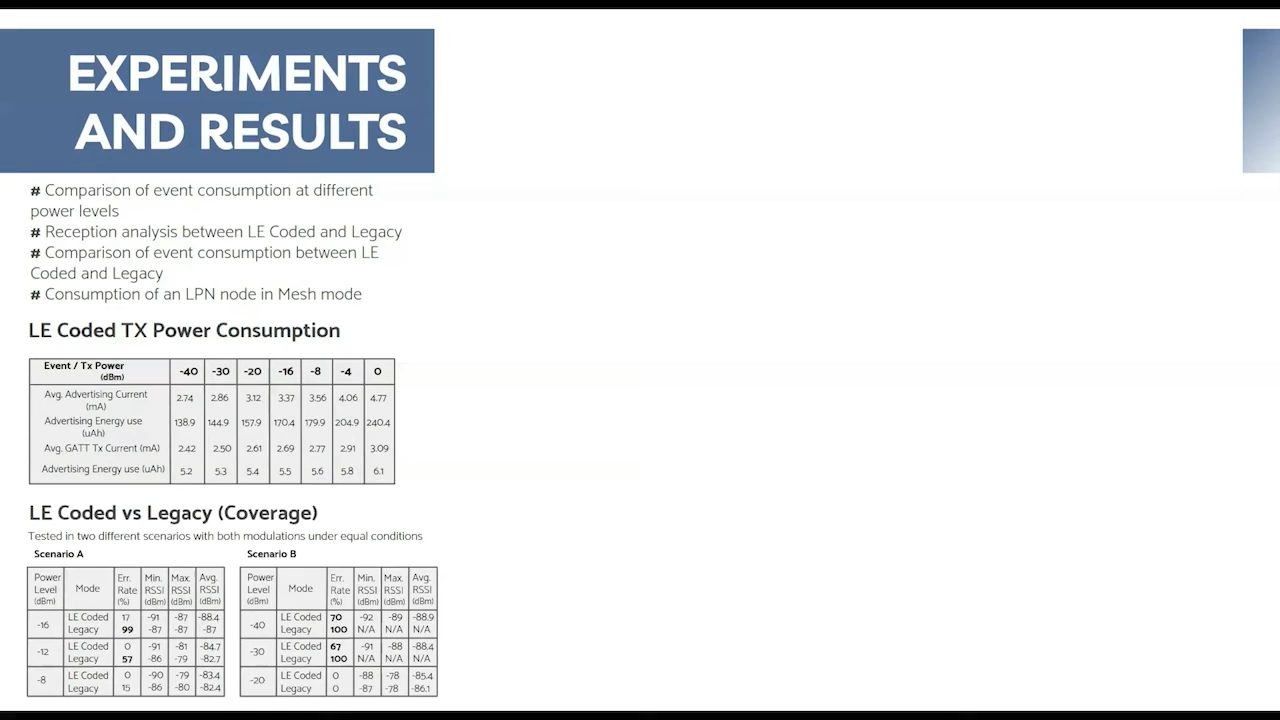 EXPERIMENTS
AND RESULTS
# Comparison of event consumption at different
power levels
# Reception analysis between LE Coded and Legacy
# Comparison of event consumption between LE
Coded and Legacy
# Consumption of an LPN node in Mesh mode
LE Coded TX Power Consumption
Event / Tx Power (dBm) -40 -30 -20 -16 -8 -4 0
Avg. Advertising Current (mA) 2.74 2.86 3.12 3.37 3.56 4.06 4.77
Advertising Energy use (uAh) 138.9 144.9 157.9 170.4 179.9 204.9 240.4
Avg. GATT Tx Current (mA) 2.42 2.50 2.61 2.69 2.77 2.91 3.09
Advertising Energy use (uAh) 5.2 5.3 5.4 5.5 5.6 5.8 6.1
LE Coded vs Legacy (Coverage)
Tested in two different scenarios with both modulations under equal conditions
Scenario A
Power Level (dBm) Mode Err. Rate (%) Min. RSSI (dBm) Max. RSSI (dBm) Avg. RSSI (dBm)
-16 LE Coded 17 -91 -87 -88.4
Legacy 99 -87 -87 -87
-12 LE Coded 0 -91 -81 -84.7
Legacy 57 -86 -79 -82.7
-8 LE Coded 0 -90 -79 -83.4
Legacy 15 -86 -80 -82.4
Scenario B
Power Level (dBm) Mode Err. Rate (%) Min. RSSI (dBm) Max. RSSI (dBm) Avg. RSSI (dBm)
-40 LE Coded 70 -92 -89 -88.9
Legacy 100 N/A N/A N/A
-30 LE Coded 67 -91 -88 -88.4
Legacy 100 N/A N/A N/A
-20 LE Coded 0 -88 -78 -85.4
Legacy 0 -87 -78 -86.1